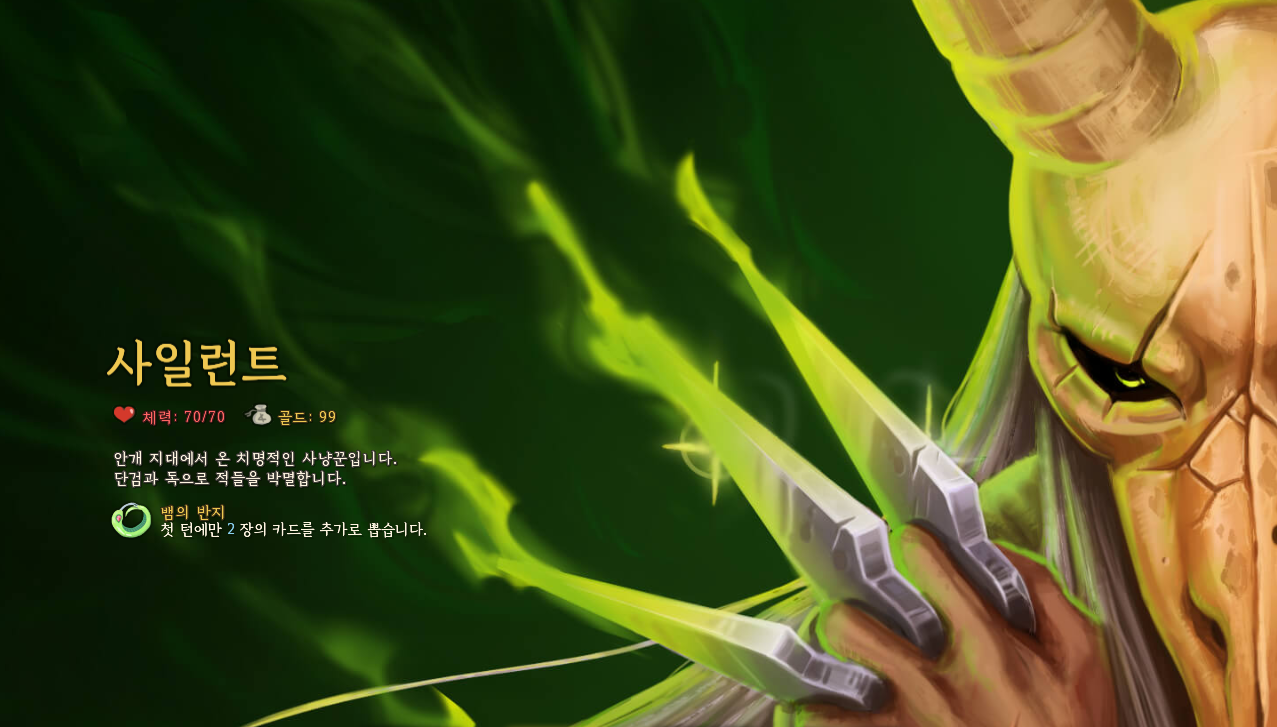 사일런트
체력: 70/70 골드: 99
안개 지대에서 온 치명적인 사냥꾼입니다.
단검과 독으로 적들을 박멸합니다.
뱀의 반지
첫 턴에만 2 장의 카드를 추가로 뽑습니다.